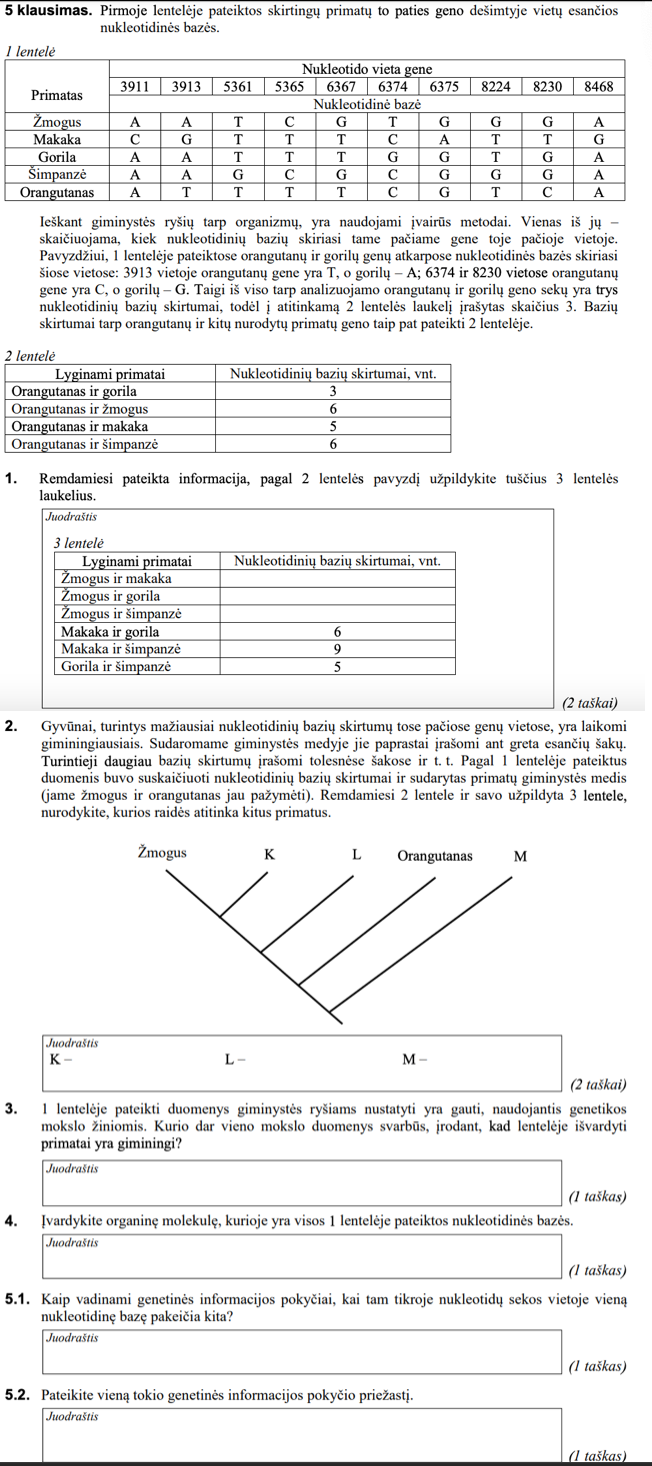 5 klausimas. Pirmoje lentelėje pateiktos skirtingų primatų to paties geno dešimtyje vietų esančios
nukleotidinės bazės.
1 lentelė
Primatas
Nukleotido vieta gene
3911 3913 5361 5365 6367 6374 6375 8224 8230 8468
Nukleotidinė bazė
Žmogus A A T C G T G G G A
Makaka C G T T T C A T T G
Gorila A A T T T G G T G A
Šimpanzė A A G C G C G G G A
Orangutanas A T T T T C G T C A
Ieškant giminystės ryšių tarp organizmų, yra naudojami įvairūs metodai. Vienas iš jų –
skaičiuojama, kiek nukleotidinių bazių skiriasi tame pačiame gene toje pačioje vietoje.
Pavyzdžiui, 1 lentelėje pateiktose orangutanų ir gorilų genų atkarpose nukleotidinės bazės skiriasi
šiose vietose: 3913 vietoje orangutanų gene yra T, o gorilų – A; 6374 ir 8230 vietose orangutanų
gene yra C, o gorilų – G. Taigi iš viso tarp analizuojamo orangutanų ir gorilų geno sekų yra trys
nukleotidinių bazių skirtumai, todėl į atitinkamą 2 lentelės laukelį įrašytas skaičius 3. Bazių
skirtumai tarp orangutanų ir kitų nurodytų primatų geno taip pat pateikti 2 lentelėje.
2 lentelė
Lyginami primatai Nukleotidinių bazių skirtumai, vnt.
Orangutanas ir gorila 3
Orangutanas ir žmogus 6
Orangutanas ir makaka 5
Orangutanas ir šimpanzė 6
1. Remdamiesi pateikta informacija, pagal 2 lentelės pavyzdį užpildykite tuščius 3 lentelės
laukelius.
Juodraštis
3 lentelė
Lyginami primatai Nukleotidinių bazių skirtumai, vnt.
Žmogus ir makaka
Žmogus ir gorila
Žmogus ir šimpanzė
Makaka ir gorila 6
Makaka ir šimpanzė 9
Gorila ir šimpanzė 5
(2 taškai)
2. Gyvūnai, turintys mažiausiai nukleotidinių bazių skirtumų tose pačiose genų vietose, yra laikomi
giminingiausiais. Sudaromame giminystės medyje jie paprastai įrašomi ant greta esančių šakų.
Turintieji daugiau bazių skirtumų įrašomi tolesnėse šakose ir t. t. Pagal 1 lentelėje pateiktus
duomenis buvo suskaičiuoti nukleotidinių bazių skirtumai ir sudarytas primatų giminystės medis
(jame žmogus ir orangutanas jau pažymėti). Remdamiesi 2 lentele ir savo užpildyta 3 lentele,
nurodykite, kurios raidės atitinka kitus primatus.
Žmogus K L Orangutanas M
Juodraštis
K – L – M –
(2 taškai)
3. 1 lentelėje pateikti duomenys giminystės ryšiams nustatyti yra gauti, naudojantis genetikos
mokslo žiniomis. Kurio dar vieno mokslo duomenys svarbūs, įrodant, kad lentelėje išvardyti
primatai yra giminingi?
Juodraštis
(1 taškas)
4. Įvardykite organinę molekulę, kurioje yra visos 1 lentelėje pateiktos nukleotidinės bazės.
Juodraštis
(1 taškas)
5.1. Kaip vadinami genetinės informacijos pokyčiai, kai tam tikroje nukleotidų sekos vietoje vieną
nukleotidinę bazę pakeičia kita?
Juodraštis
(1 taškas)
5.2. Pateikite vieną tokio genetinės informacijos pokyčio priežastį.
Juodraštis
(1 taškas)